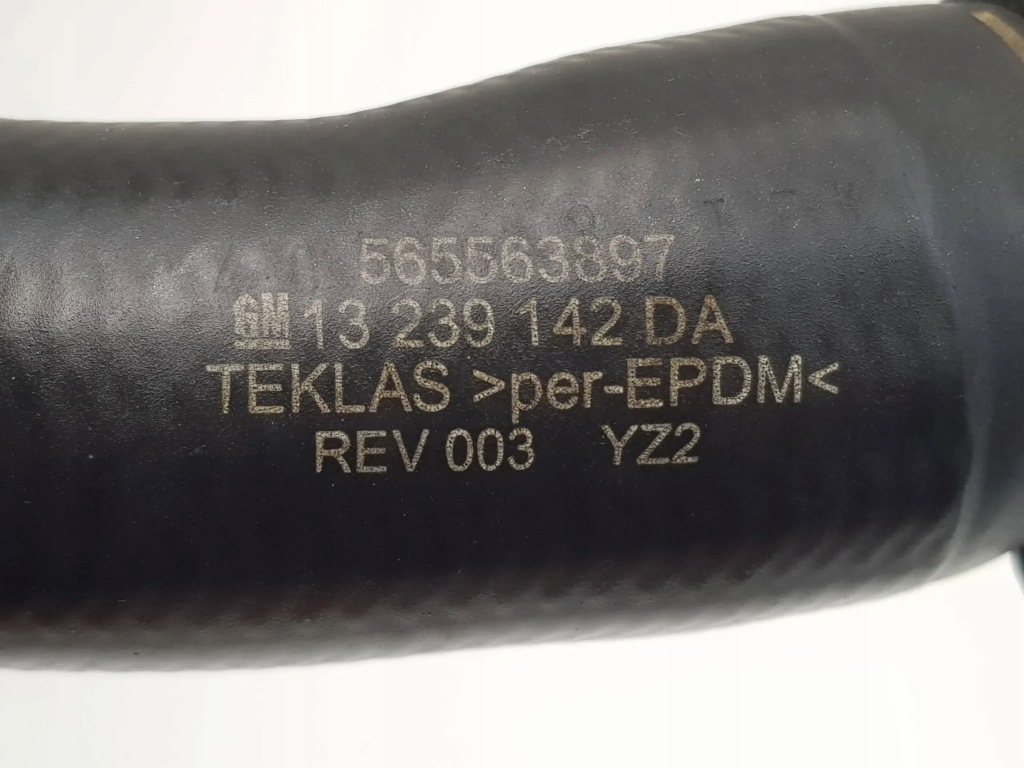 565563897
GM 13 239 142 DA
TEKLAS >per-EPDM<
REV 003 YZ2